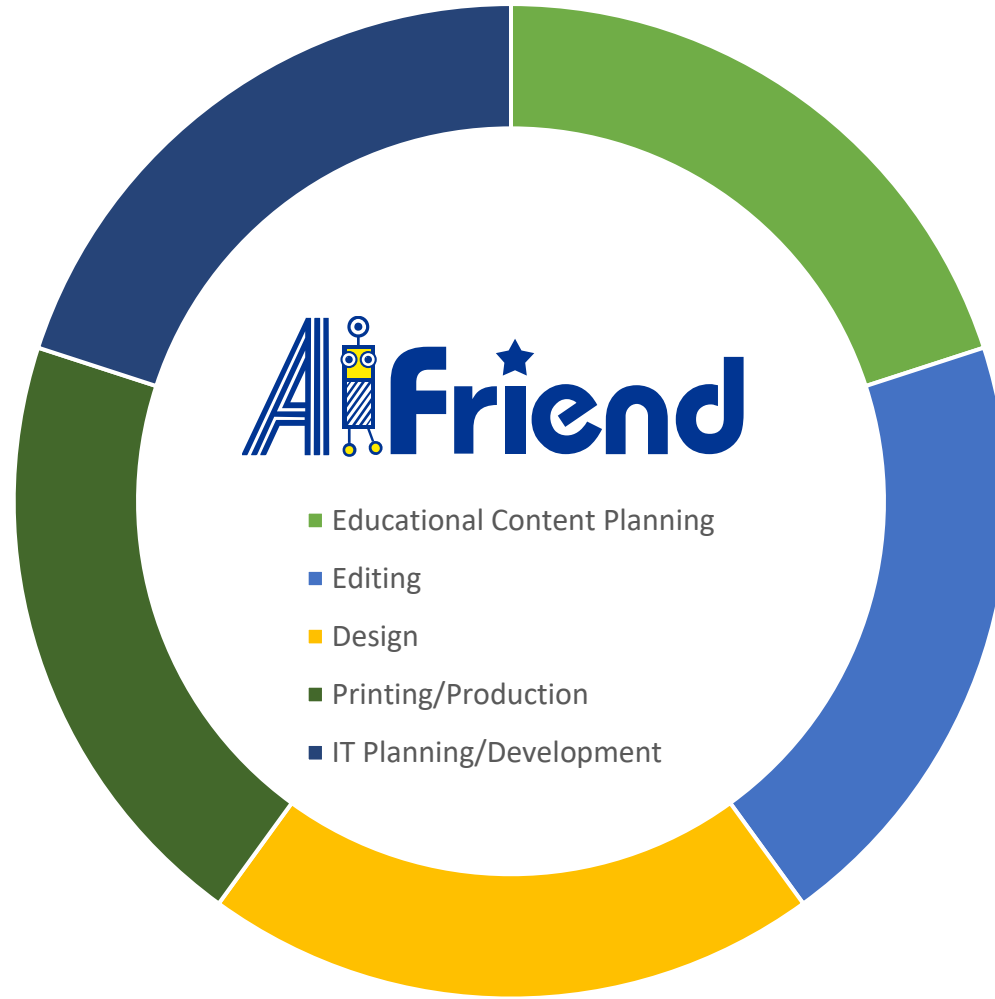 AiFriend
Educational Content Planning
Editing
Design
Printing/Production
IT Planning/Development